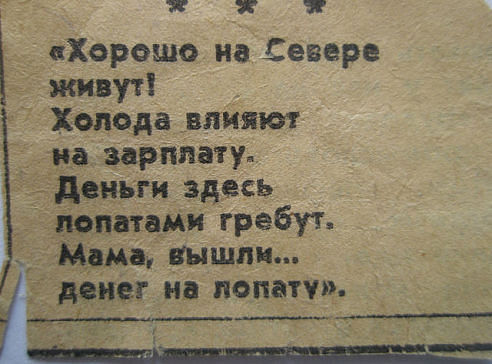 * * *
«Хорошо на Севере
живут!
Холода влияют
на зарплату.
Деньги здесь
лопатами гребут.
Мама, вышли...
денег на лопату».